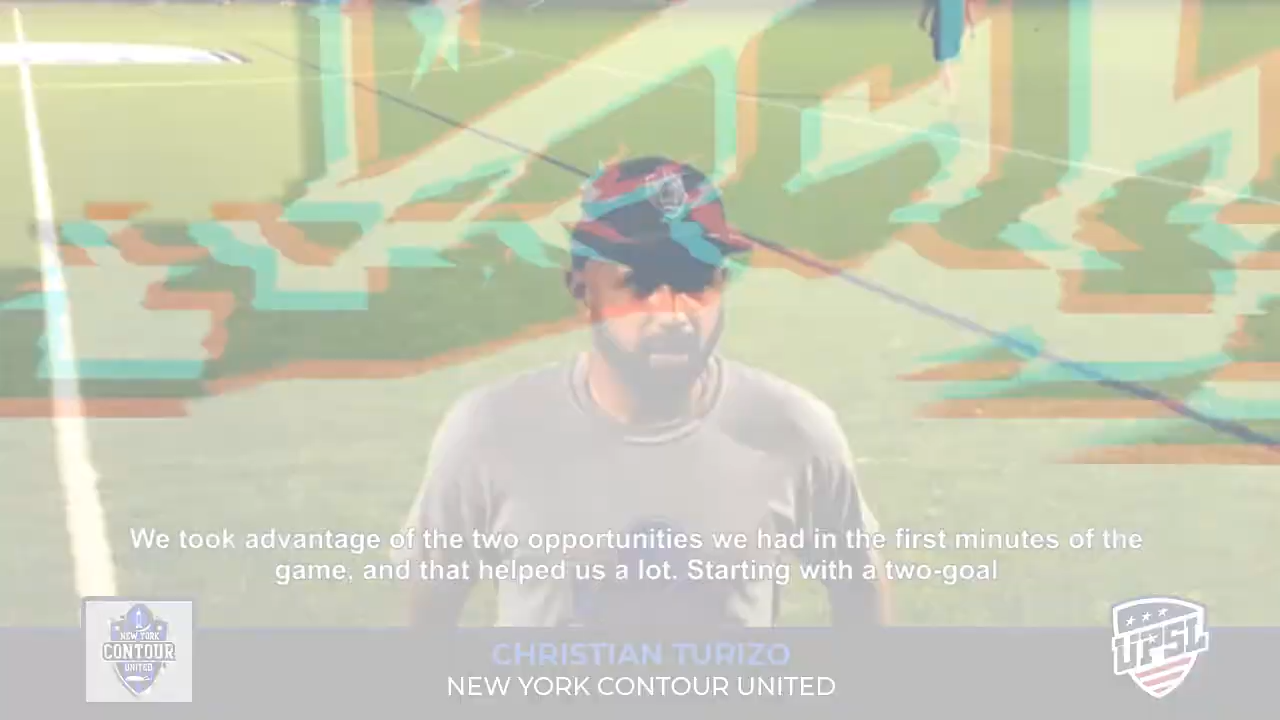 We took advantage of the two opportunities we had in the first minutes of the
game, and that helped us a lot. Starting with a two-goal
NEW YORK
CONTOUR
UNITED
CHRISTIAN TURIZO
NEW YORK CONTOUR UNITED
UPSL